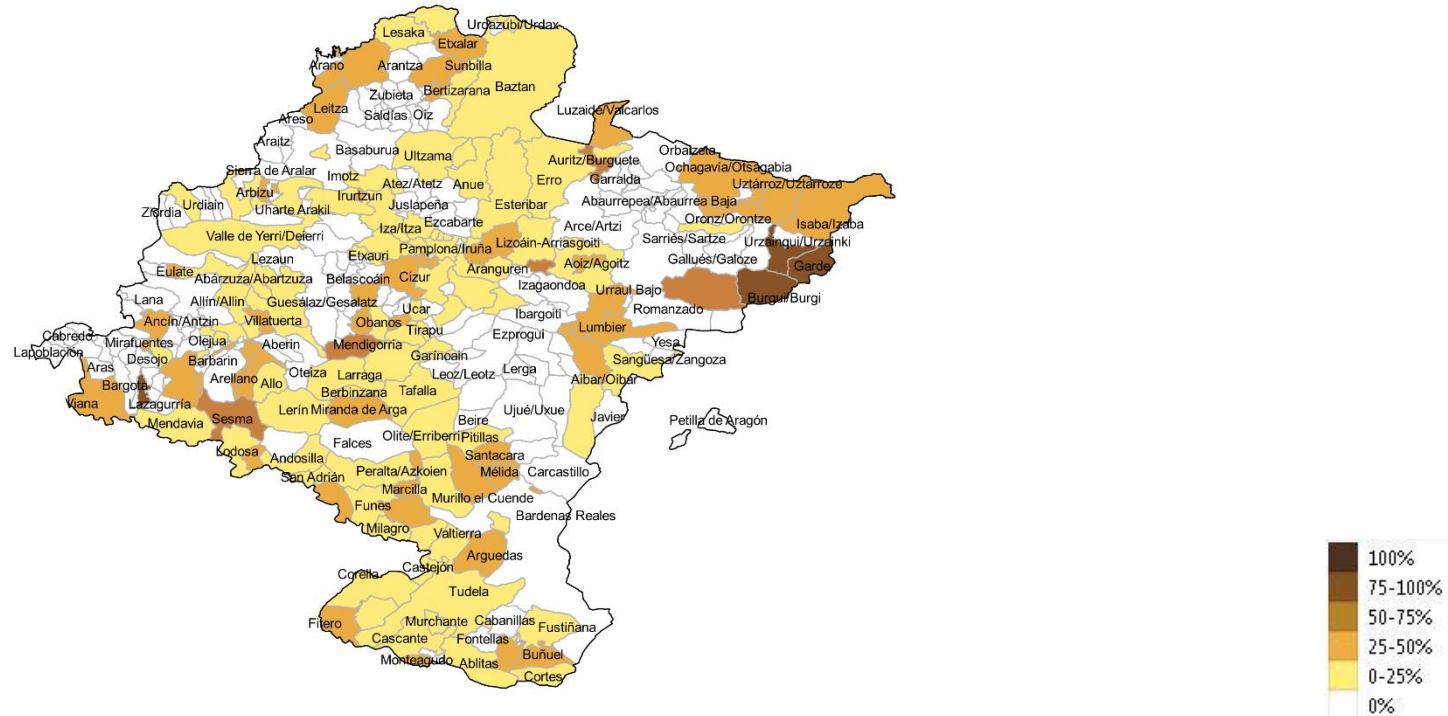 Urdazubi/Urdax
Lesaka
Etxalar
Arano
Arantza
Sunbilla
Baztan
Bertizarana
Zubieta
Leitza
Saldías
Oiz
Areso
Luzaide/Valcarlos
Araitz
Basaburua
Ultzama
Orbaizeta
Auritz/Burguete
Ochagavía/Otsagabia
Sierra de Aralar
Imotz
Garralda
Erro
Atez/Atetz
Anue
Uztárroz/Uztarroze
Arbizu
Irurtzun
Urdiain
Ziordia
Uharte Arakil
Juslapeña
Esteribar
Abaurrepea/Abaurrea Baja
Ezcabarte
Oronz/Orontze
Isaba/Izaba
Iza/Itza
Arce/Artzi
Valle de Yerri/Deierri
Sarriés/Sartze
Urzainqui/Urzainki
Lizoáin-Arriasgoiti
Pamplona/Iruña
Etxauri
Lezaun
Gallués/Galoze
Garde
Aoiz/Agoitz
Aranguren
Eulate
Abárzuza/Abartzuza
Belascoáin
Cizur
Izagaondoa
Urraul Bajo
Burgui/Burgi
Lana
Allín/Allin
Guesálaz/Gesalatz
Ucar
Ibargoiti
Romanzado
Ancín/Antzin
Villatuerta
Obanos
Tirapu
Lumbier
Cabredo
Mirafuentes
Olejua
Aberin
Mendigorria
Ezprogui
Yesa
Lapoblación
Desojo
Barbarin
Garínoain
Sangüesa/Zangoza
Aras
Oteiza
Larraga
Leoz/Leotz
Lerga
Aibar/Oibar
Bargota
Arellano
Allo
Berbinzana
Tafalla
Viana
Lazagurría
Lerín
Miranda de Arga
Ujué/Uxue
Javier
Mendavia
Sesma
Beire
Petilla de Aragón
Falces
Olite/Erriberri
Pitillas
Lodosa
Andosilla
Santacara
San Adrián
Peralta/Azkoien
Mélida
Carcastillo
Marcilla
Murillo el Cuende
Funes
Bardenas Reales
Milagro
Valtierra
Arguedas
Castejón
Corella
Tudela
Fitero
Murchante
Cabanillas
Fustiñana
Cascante
Fontellas
Monteagudo
Ablitas
Buñuel
Cortes
100%
75-100%
50-75%
25-50%
0-25%
0%